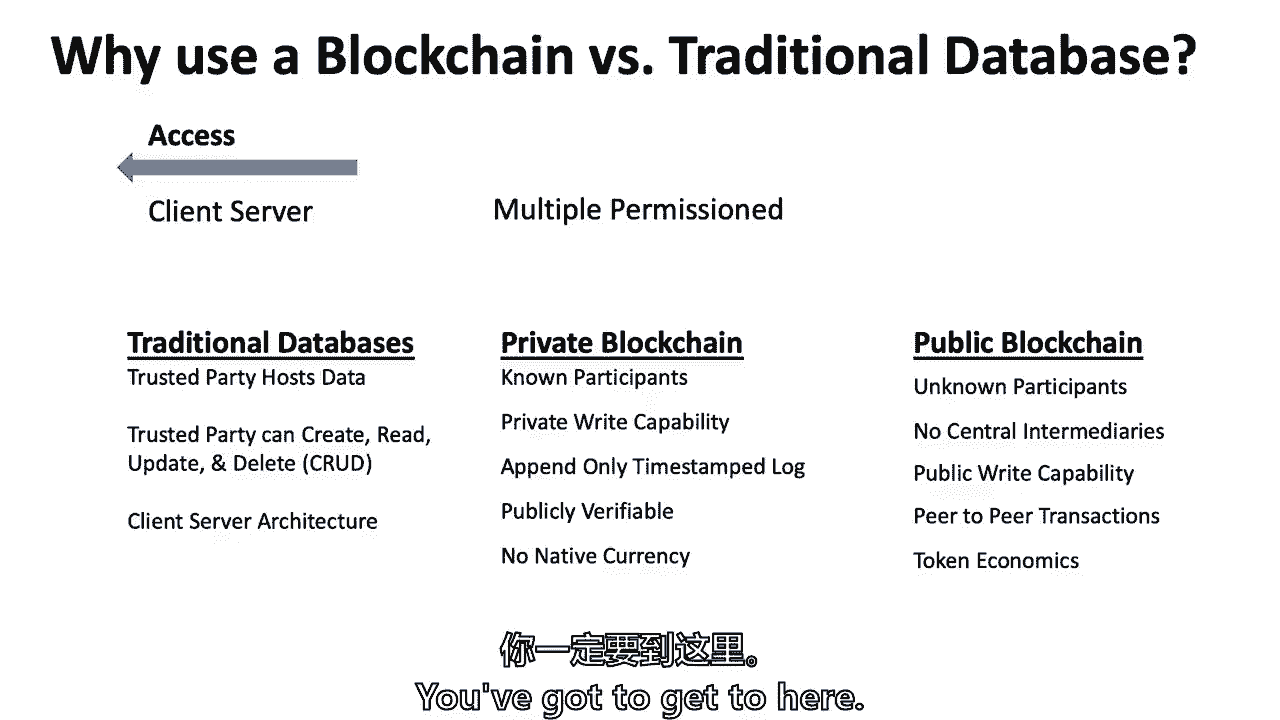 Why use a Blockchain vs. Traditional Database?
Access
Client Server
Multiple Permissioned
Traditional Databases
Trusted Party Hosts Data
Trusted Party can Create, Read,
Update, & Delete (CRUD)
Client Server Architecture
Private Blockchain
Known Participants
Private Write Capability
Append Only Timestamped Log
Publicly Verifiable
No Native Currency
Public Blockchain
Unknown Participants
No Central Intermediaries
Public Write Capability
Peer to Peer Transactions
Token Economics
你一定要到这里。
You've got to get to here.